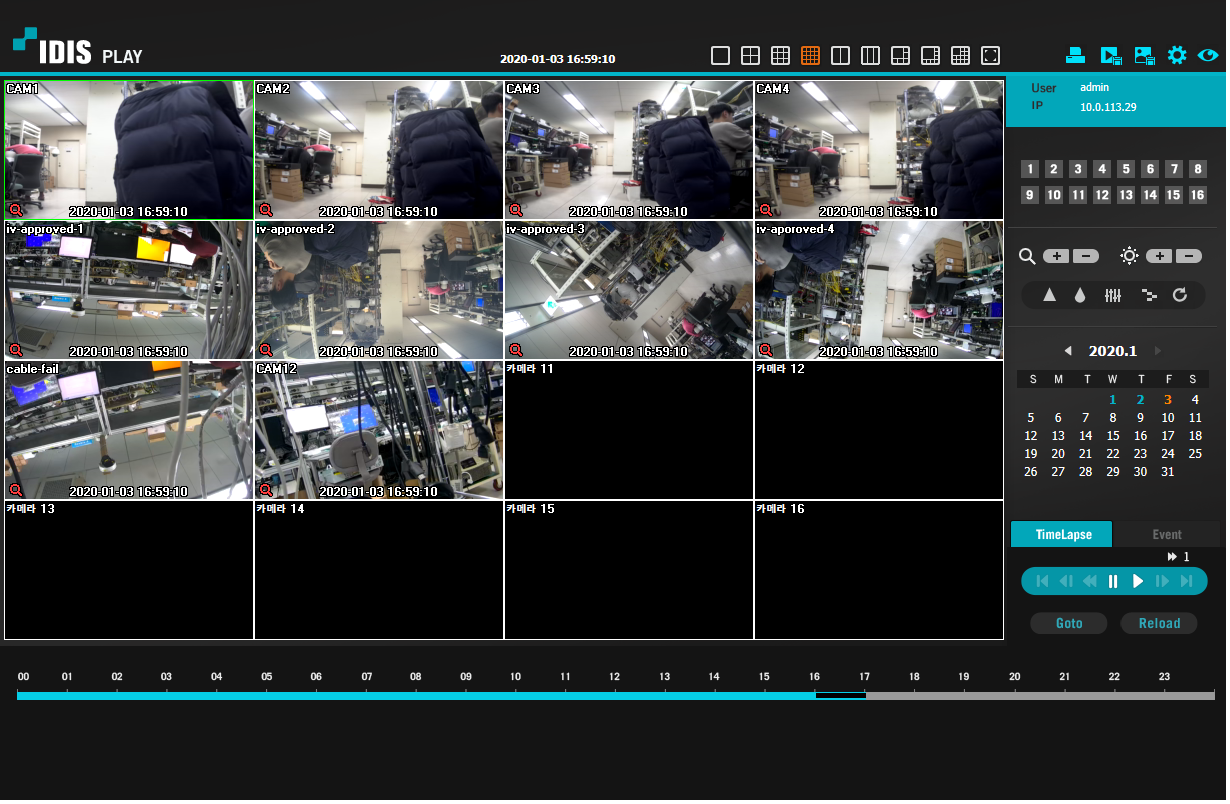 IDIS PLAY
2020-01-03 16:59:10
User admin
IP 10.0.113.29
CAM1
CAM2
CAM3
CAM4
2020-01-03 16:59:10
2020-01-03 16:59:10
2020-01-03 16:59:10
2020-01-03 16:59:10
iv-approved-1
iv-approved-2
iv-approved-3
iv-aporoved-4
2020-01-03 16:59:10
2020-01-03 16:59:10
2020-01-03 16:59:10
2020-01-03 16:59:10
cable-fail
CAM12
카메라 11
카메라 12
2020-01-03 16:59:10
2020-01-03 16:59:10
카메라 13
카메라 14
카메라 15
카메라 16
1 2 3 4 5 6 7 8
9 10 11 12 13 14 15 16
2020.1
S M T W T F S
1 2 3 4
5 6 7 8 9 10 11
12 13 14 15 16 17 18
19 20 21 22 23 24 25
26 27 28 29 30 31
TimeLapse Event
1
Goto Reload
00 01 02 03 04 05 06 07 08 09 10 11 12 13 14 15 16 17 18 19 20 21 22 23